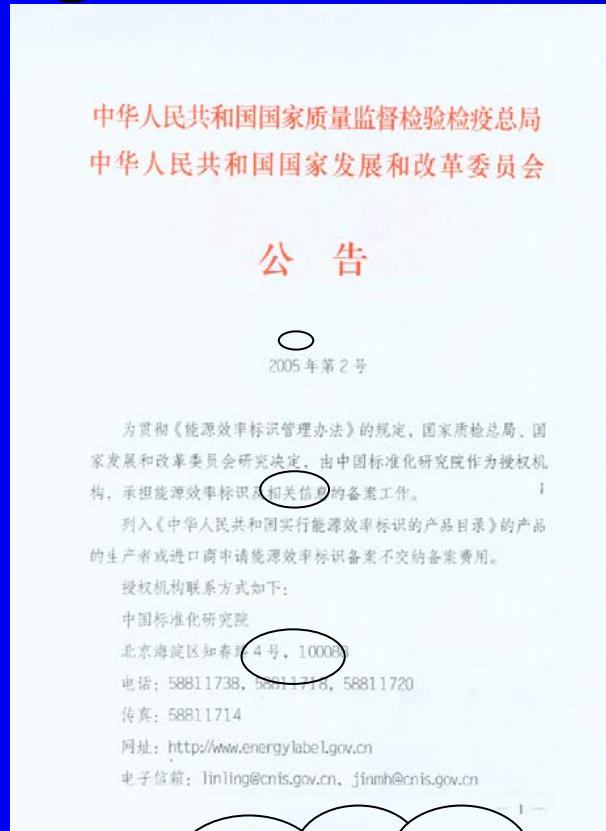 中华人民共和国国家质量监督检验检疫总局
中华人民共和国国家发展和改革委员会
公 告
2005 年第 2 号
为贯彻《能源效率标识管理办法》的规定，国家质检总局、国
家发展和改革委员会研究决定，由中国标准化研究院作为授权机
构，承担能源效率标识及相关信息的备案工作。
列入《中华人民共和国实行能源效率标识的产品目录》的产品
的生产者或进口商申请能源效率标识备案不交纳备案费用。
授权机构联系方式如下：
中国标准化研究院
北京海淀区知春路 4 号，100088
电话：58811738，58811718，58811720
传真：58811714
网址：http://www.energylabel.gov.cn
电子信箱：linling@cnis.gov.cn，jinmh@cnis.gov.cn
— 1 —